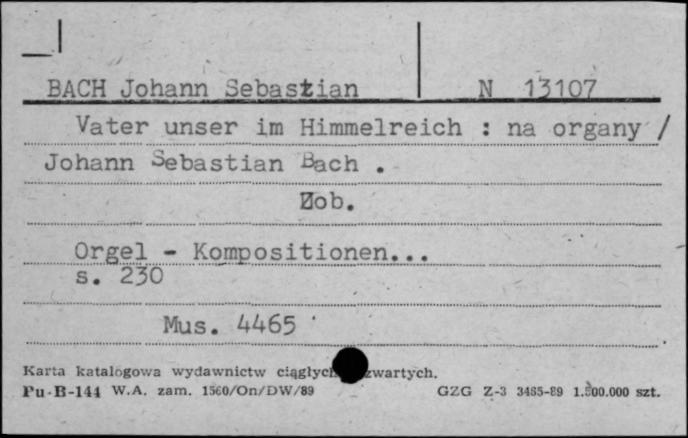 BACH Johann Sebastian N 13107
Vater unser im Himmelreich : na organy /
Johann Sebastian Bach .
Zob.
Orgel - Kompositionen...
s. 230
Mus. 4465
Karta katalogowa wydawnictw ciągłych zwartych.
Pu-B-144 W.A. zam. 1560/On/DW/89 GZG Z-3 3485-89 1.500.000 szt.